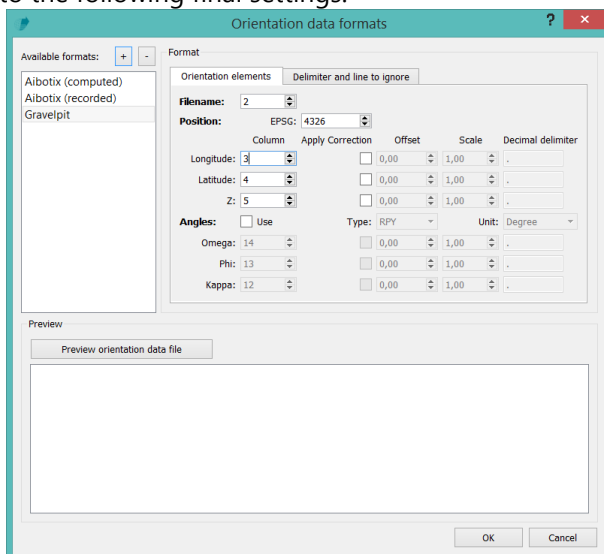 to the following final settings.
Orientation data formats
? ×
Available formats: + -
Aibotix (computed)
Aibotix (recorded)
Gravelpit
Format
Orientation elements Delimiter and line to ignore
Filename: 2
Position: EPSG: 4326
Column Apply Correction Offset Scale Decimal delimiter
Longitude: 3 0,00 1,00 .
Latitude: 4 0,00 1,00 .
Z: 5 0,00 1,00 .
Angles: Use Type: RPY Unit: Degree
Omega: 14 0,00 1,00 .
Phi: 13 0,00 1,00 .
Kappa: 12 0,00 1,00 .
Preview
Preview orientation data file
OK Cancel